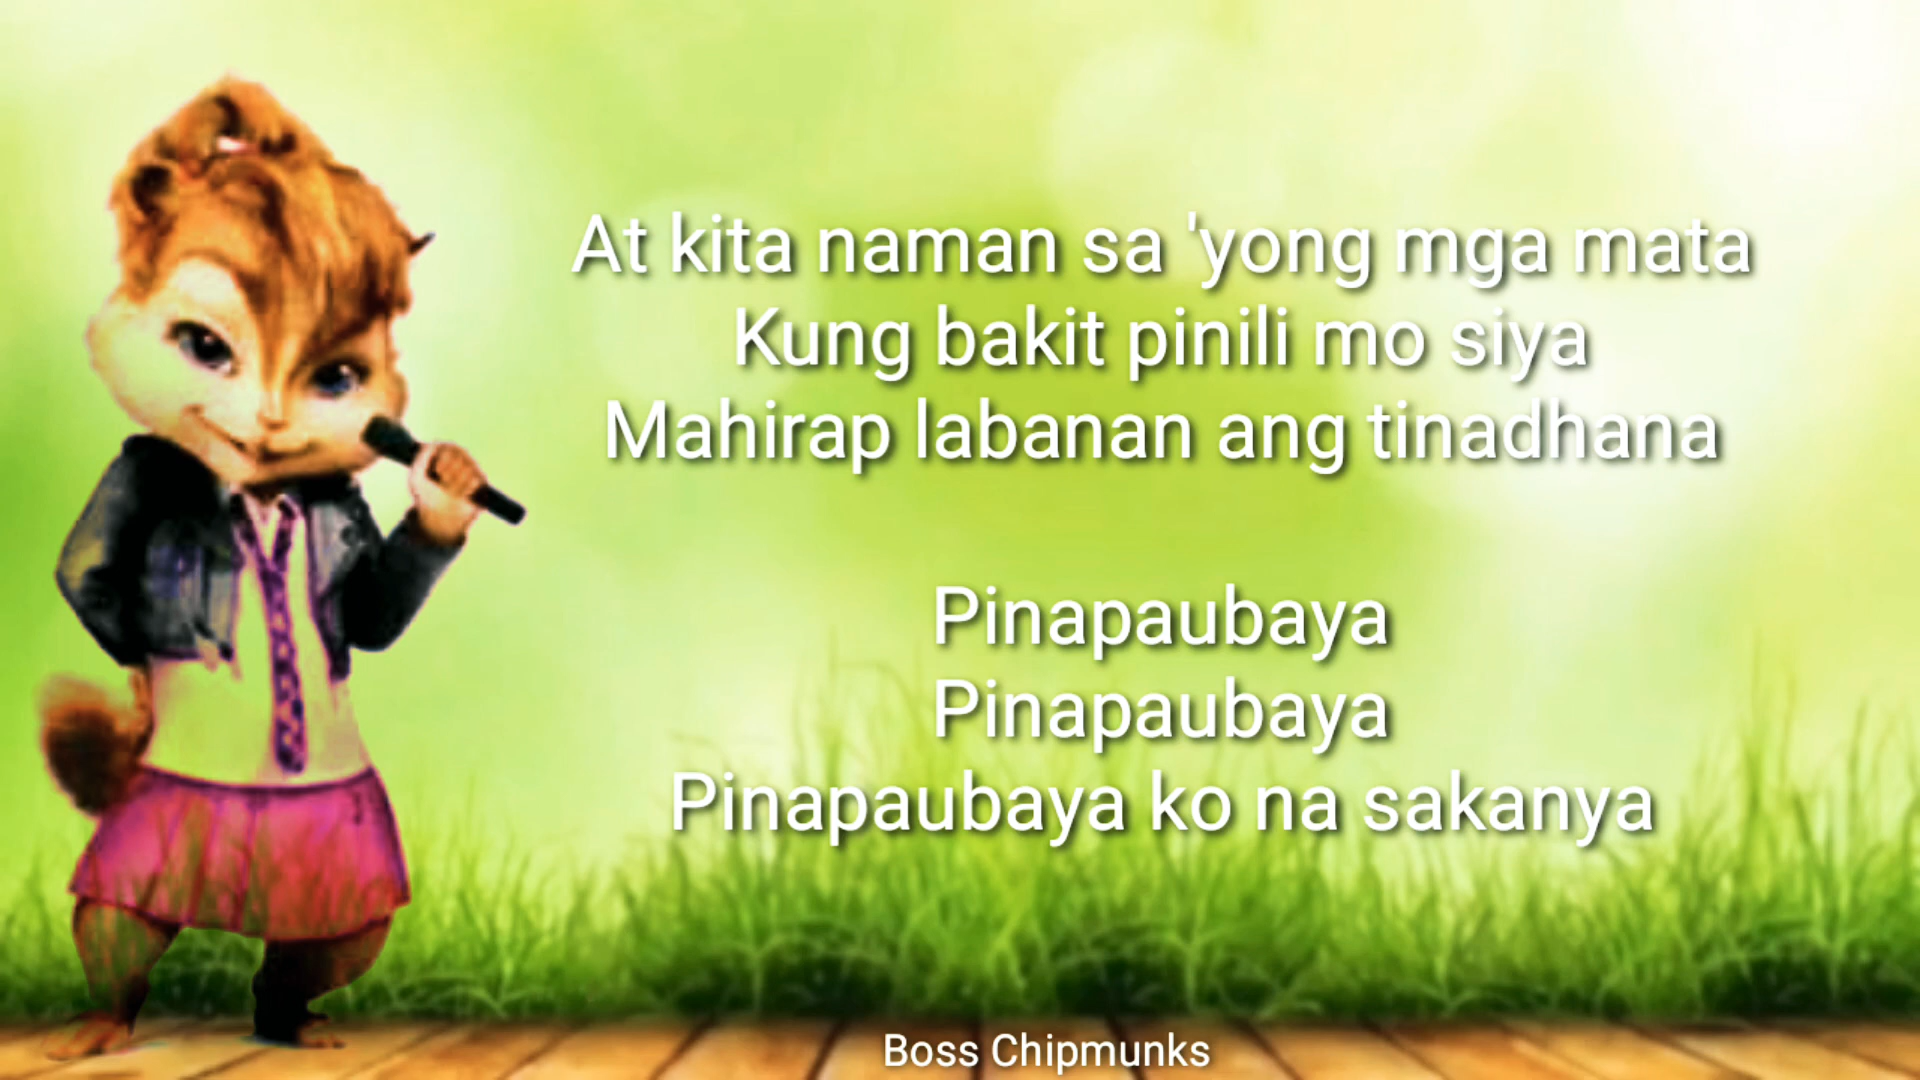 At kita naman sa 'yong mga mata
Kung bakit pinili mo siya
Mahirap labanan ang tinadhana
Pinapaubaya
Pinapaubaya
Pinapaubaya ko na sakanya
Boss Chipmunks